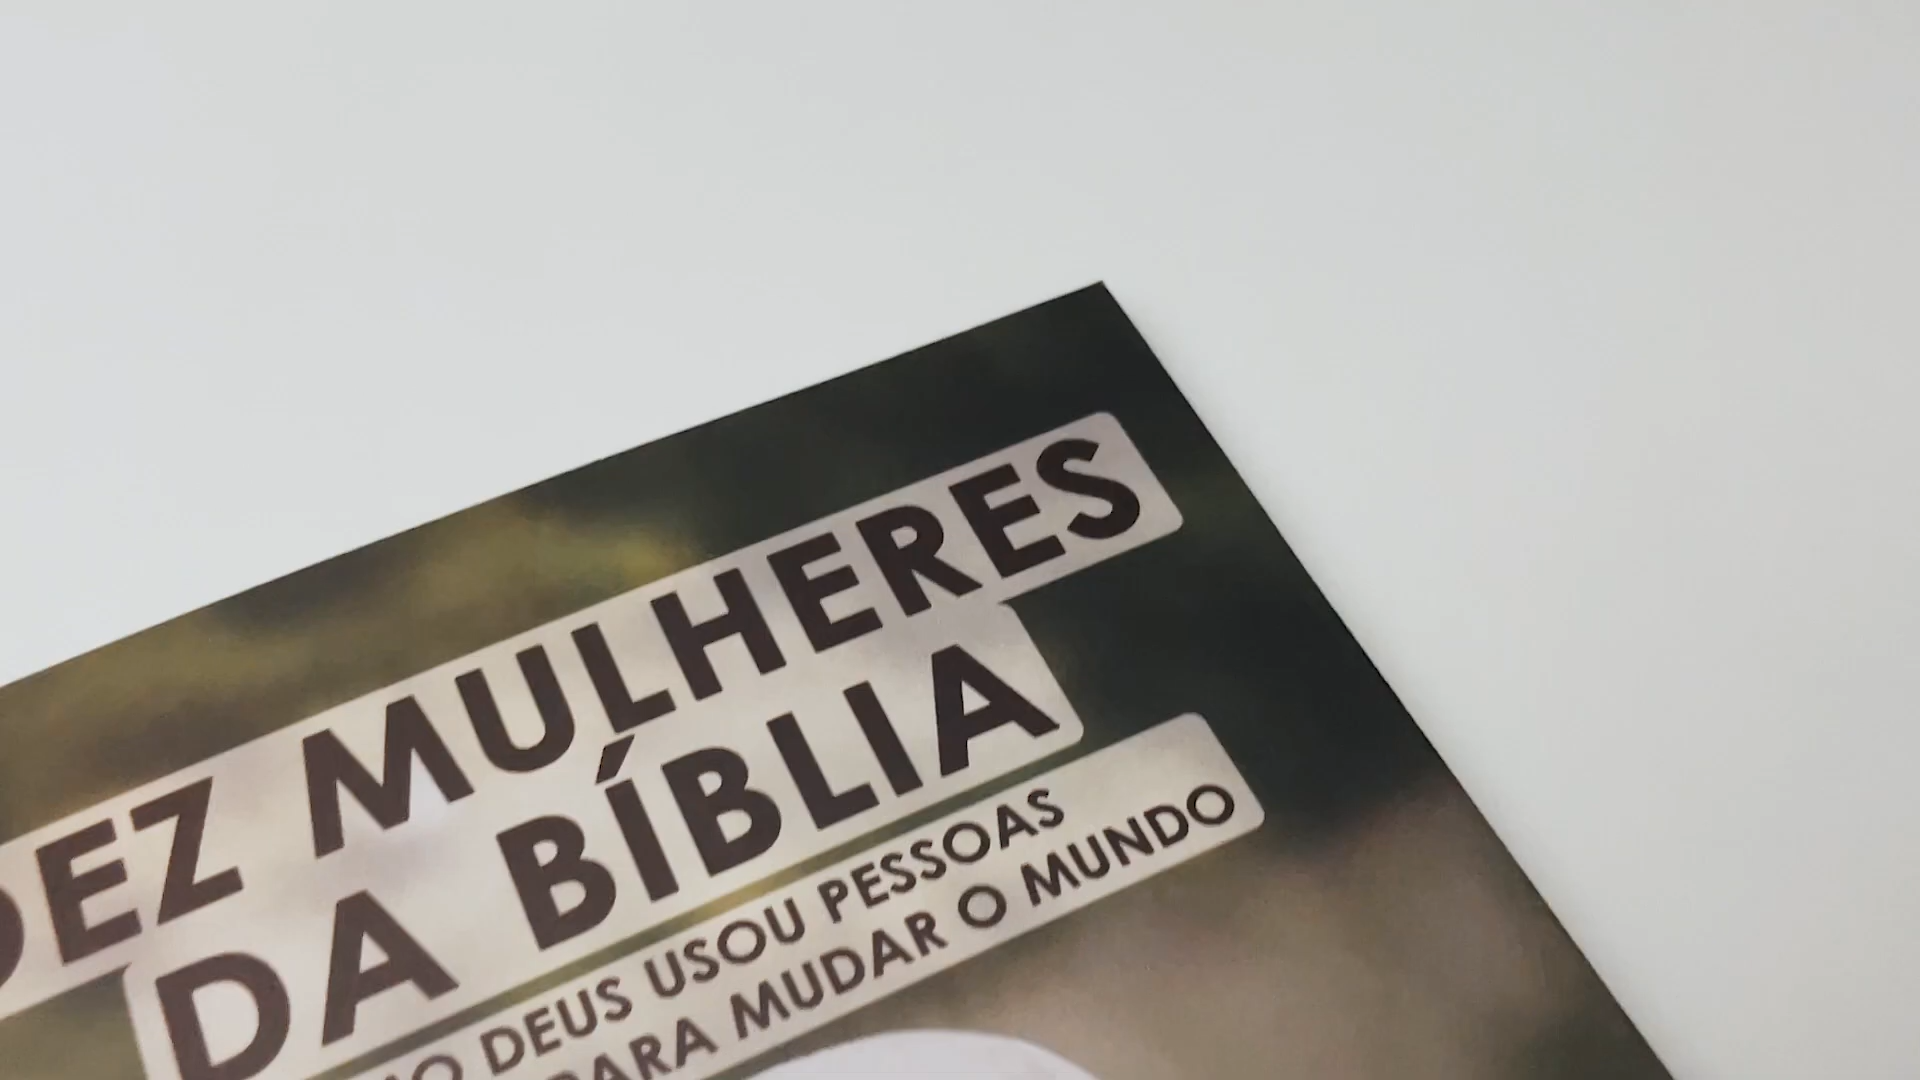 DEZ MULHERES
DA BÍBLIA
DEUS USOU PESSOAS
PARA MUDAR O MUNDO